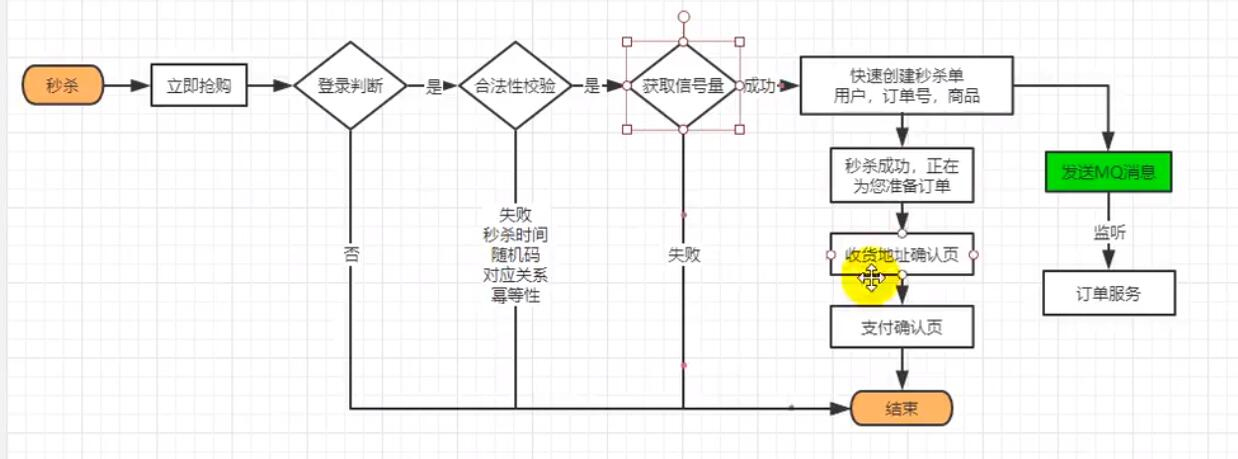 秒杀
立即抢购
登录判断
是
合法性校验
是
获取信号量
成功
快速创建秒杀单
用户，订单号，商品
秒杀成功，正在
为您准备订单
发送MQ消息
失败
秒杀时间
随机码
对应关系
幂等性
否
失败
收货地址确认页
监听
订单服务
支付确认页
结束